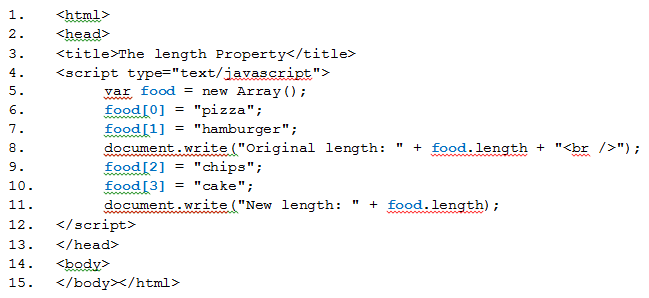 1. <html>
2. <head>
3. <title>The length Property</title>
4. <script type="text/javascript">
5. var food = new Array();
6. food[0] = "pizza";
7. food[1] = "hamburger";
8. document.write("Original length: " + food.length + "<br />");
9. food[2] = "chips";
10. food[3] = "cake";
11. document.write("New length: " + food.length);
12. </script>
13. </head>
14. <body>
15. </body></html>